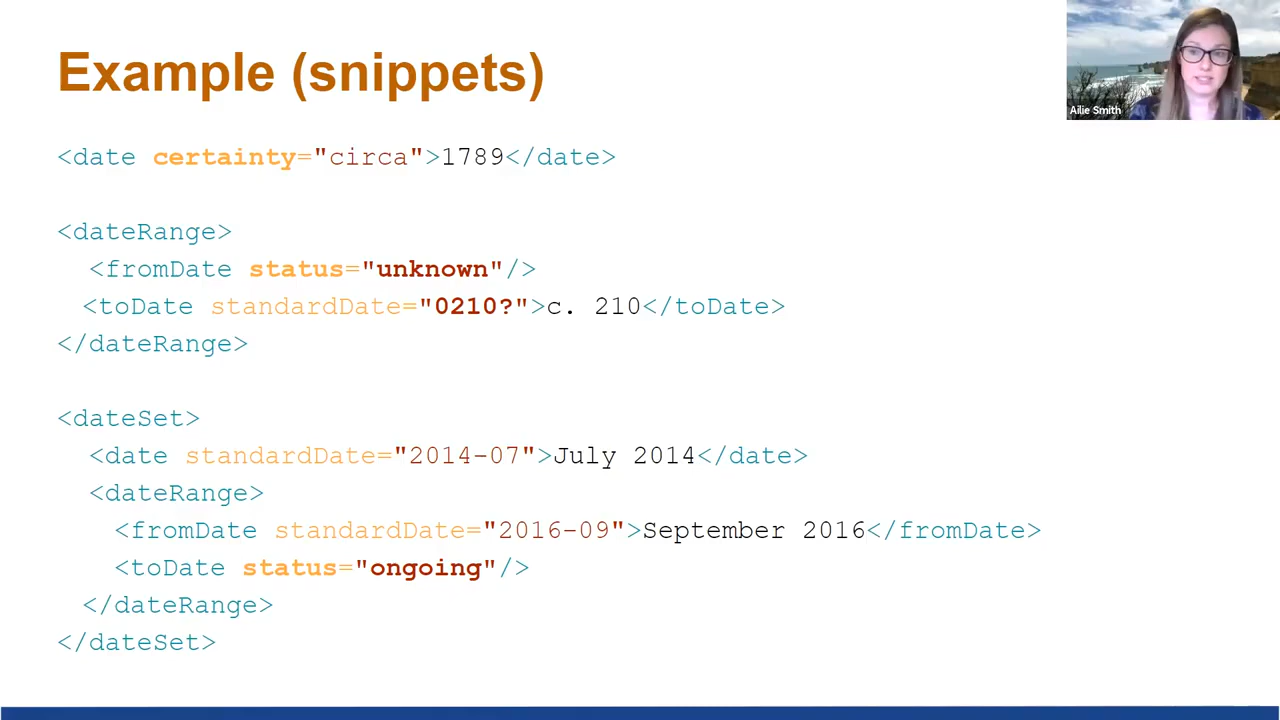 Example (snippets)
Ailie Smith
<date certainty="circa">1789</date>
<dateRange>
<fromDate status="unknown"/>
<toDate standardDate="0210?">c. 210</toDate>
</dateRange>
<dateSet>
<date standardDate="2014-07">July 2014</date>
<dateRange>
<fromDate standardDate="2016-09">September 2016</fromDate>
<toDate status="ongoing"/>
</dateRange>
</dateSet>